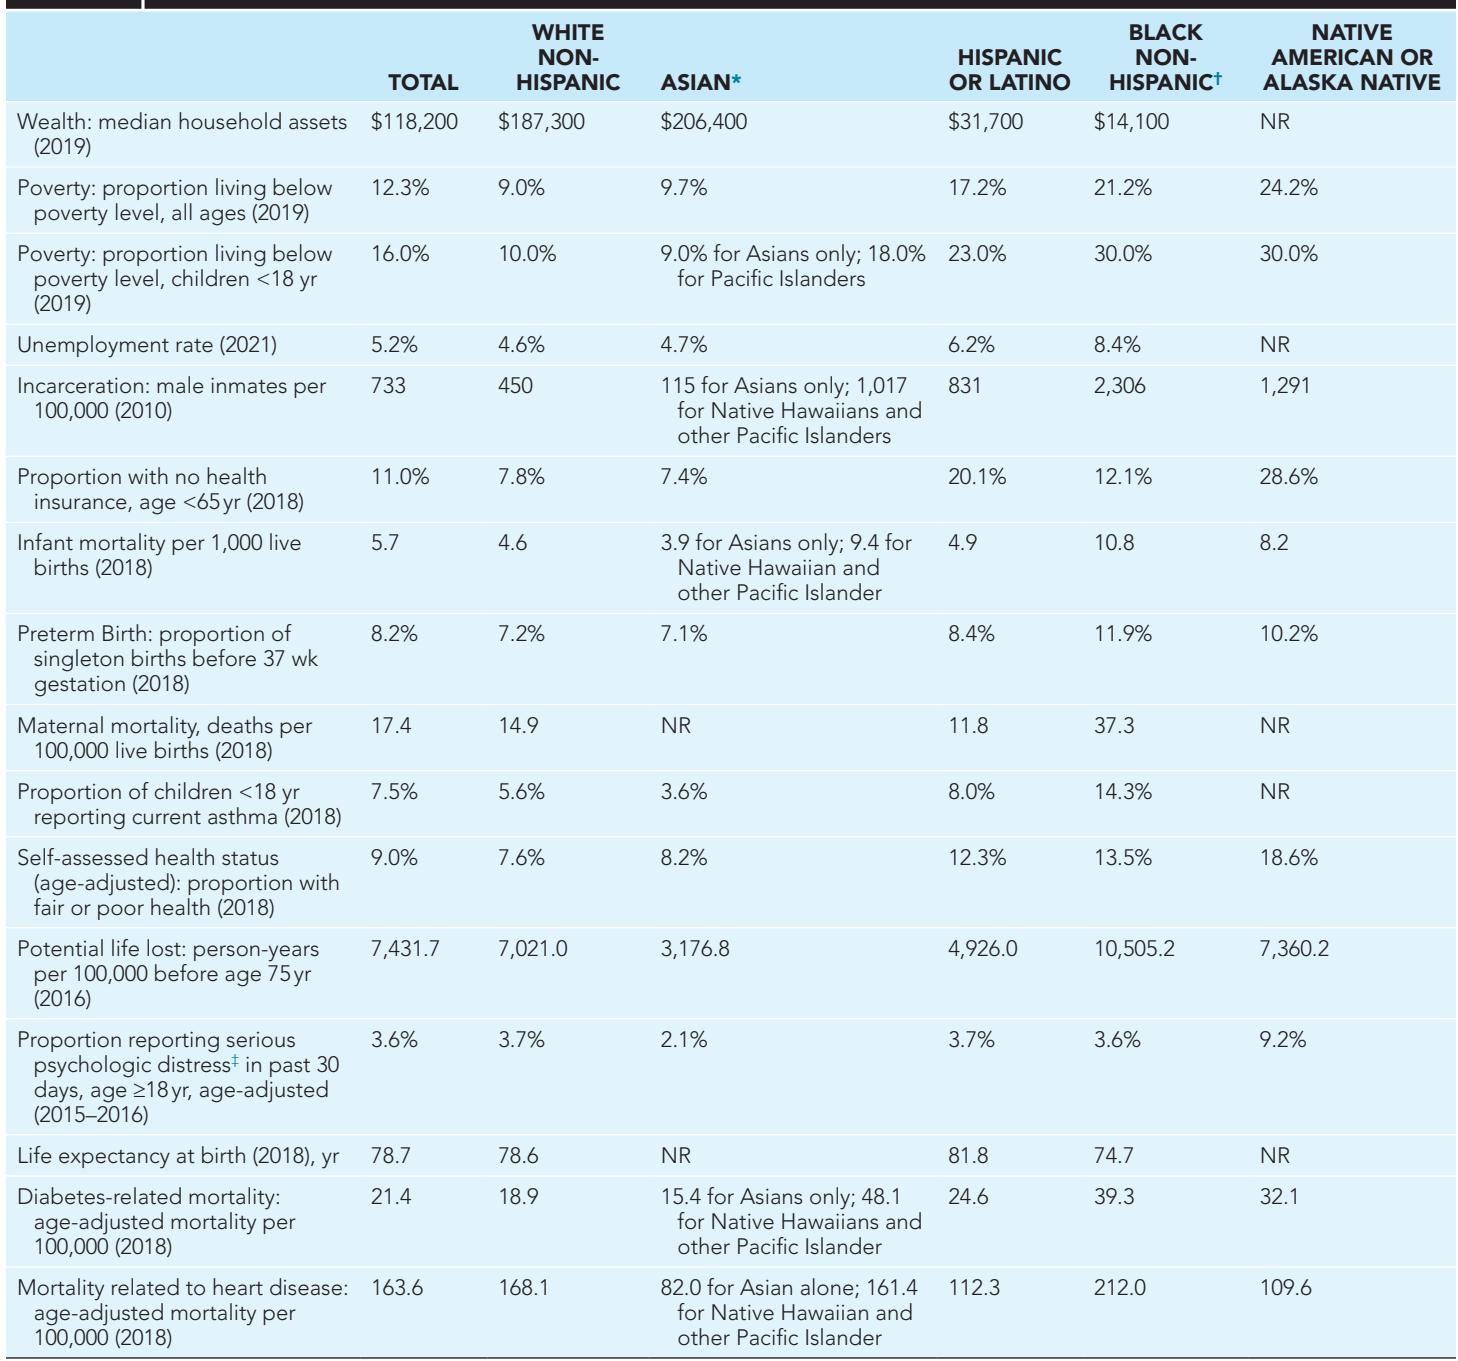 TOTAL WHITE NON-HISPANIC ASIAN* HISPANIC OR LATINO BLACK NON-HISPANIC† NATIVE AMERICAN OR ALASKA NATIVE
Wealth: median household assets $118,200 $187,300 $206,400 $31,700 $14,100 NR
(2019)
Poverty: proportion living below 12.3% 9.0% 9.7% 17.2% 21.2% 24.2%
poverty level, all ages (2019)
Poverty: proportion living below 16.0% 10.0% 9.0% for Asians only; 18.0% 23.0% 30.0% 30.0%
poverty level, children <18 yr for Pacific Islanders
(2019)
Unemployment rate (2021) 5.2% 4.6% 4.7% 6.2% 8.4% NR
Incarceration: male inmates per 733 450 115 for Asians only; 1,017 831 2,306 1,291
100,000 (2010) for Native Hawaiians and
other Pacific Islanders
Proportion with no health 11.0% 7.8% 7.4% 20.1% 12.1% 28.6%
insurance, age <65 yr (2018)
Infant mortality per 1,000 live 5.7 4.6 3.9 for Asians only; 9.4 for 4.9 10.8 8.2
births (2018) Native Hawaiian and
other Pacific Islander
Preterm Birth: proportion of 8.2% 7.2% 7.1% 8.4% 11.9% 10.2%
singleton births before 37 wk
gestation (2018)
Maternal mortality, deaths per 17.4 14.9 NR 11.8 37.3 NR
100,000 live births (2018)
Proportion of children <18 yr 7.5% 5.6% 3.6% 8.0% 14.3% NR
reporting current asthma (2018)
Self-assessed health status 9.0% 7.6% 8.2% 12.3% 13.5% 18.6%
(age-adjusted): proportion with
fair or poor health (2018)
Potential life lost: person-years 7,431.7 7,021.0 3,176.8 4,926.0 10,505.2 7,360.2
per 100,000 before age 75 yr
(2016)
Proportion reporting serious 3.6% 3.7% 2.1% 3.7% 3.6% 9.2%
psychologic distress‡ in past 30
days, age ≥18 yr, age-adjusted
(2015–2016)
Life expectancy at birth (2018), yr 78.7 78.6 NR 81.8 74.7 NR
Diabetes-related mortality: 21.4 18.9 15.4 for Asians only; 48.1 24.6 39.3 32.1
age-adjusted mortality per for Native Hawaiians and
100,000 (2018) other Pacific Islander
Mortality related to heart disease: 163.6 168.1 82.0 for Asian alone; 161.4 112.3 212.0 109.6
age-adjusted mortality per for Native Hawaiian and
100,000 (2018) other Pacific Islander